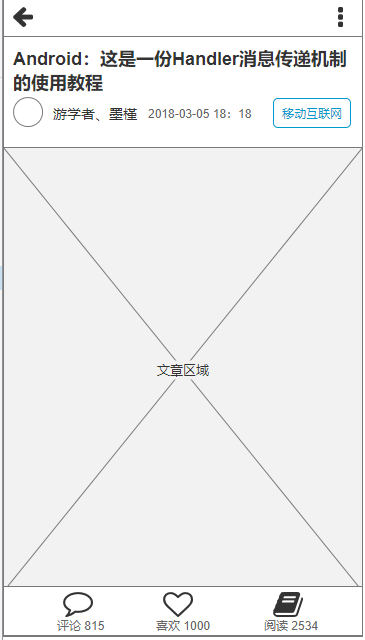 Android：这是一份Handler消息传递机制
的使用教程
游学者、墨槿 2018-03-05 18：18 移动互联网
文章区域
评论 815 喜欢 1000 阅读 2534